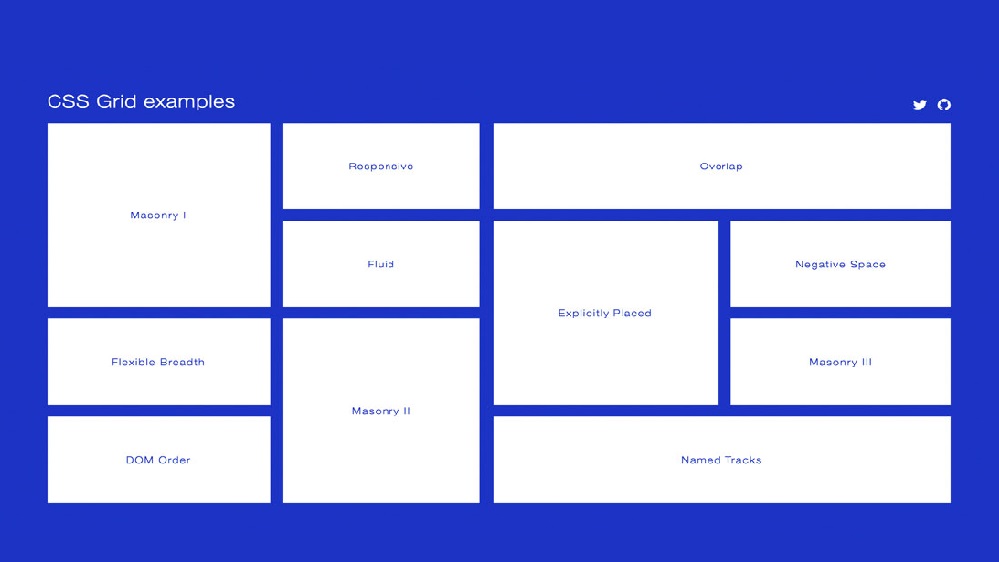 CSS Grid examples
Masonry I
Responsive
Overlap
Fluid
Explicitly Placed
Negative Space
Flexible Breadth
Masonry II
Masonry III
DOM Order
Named Tracks